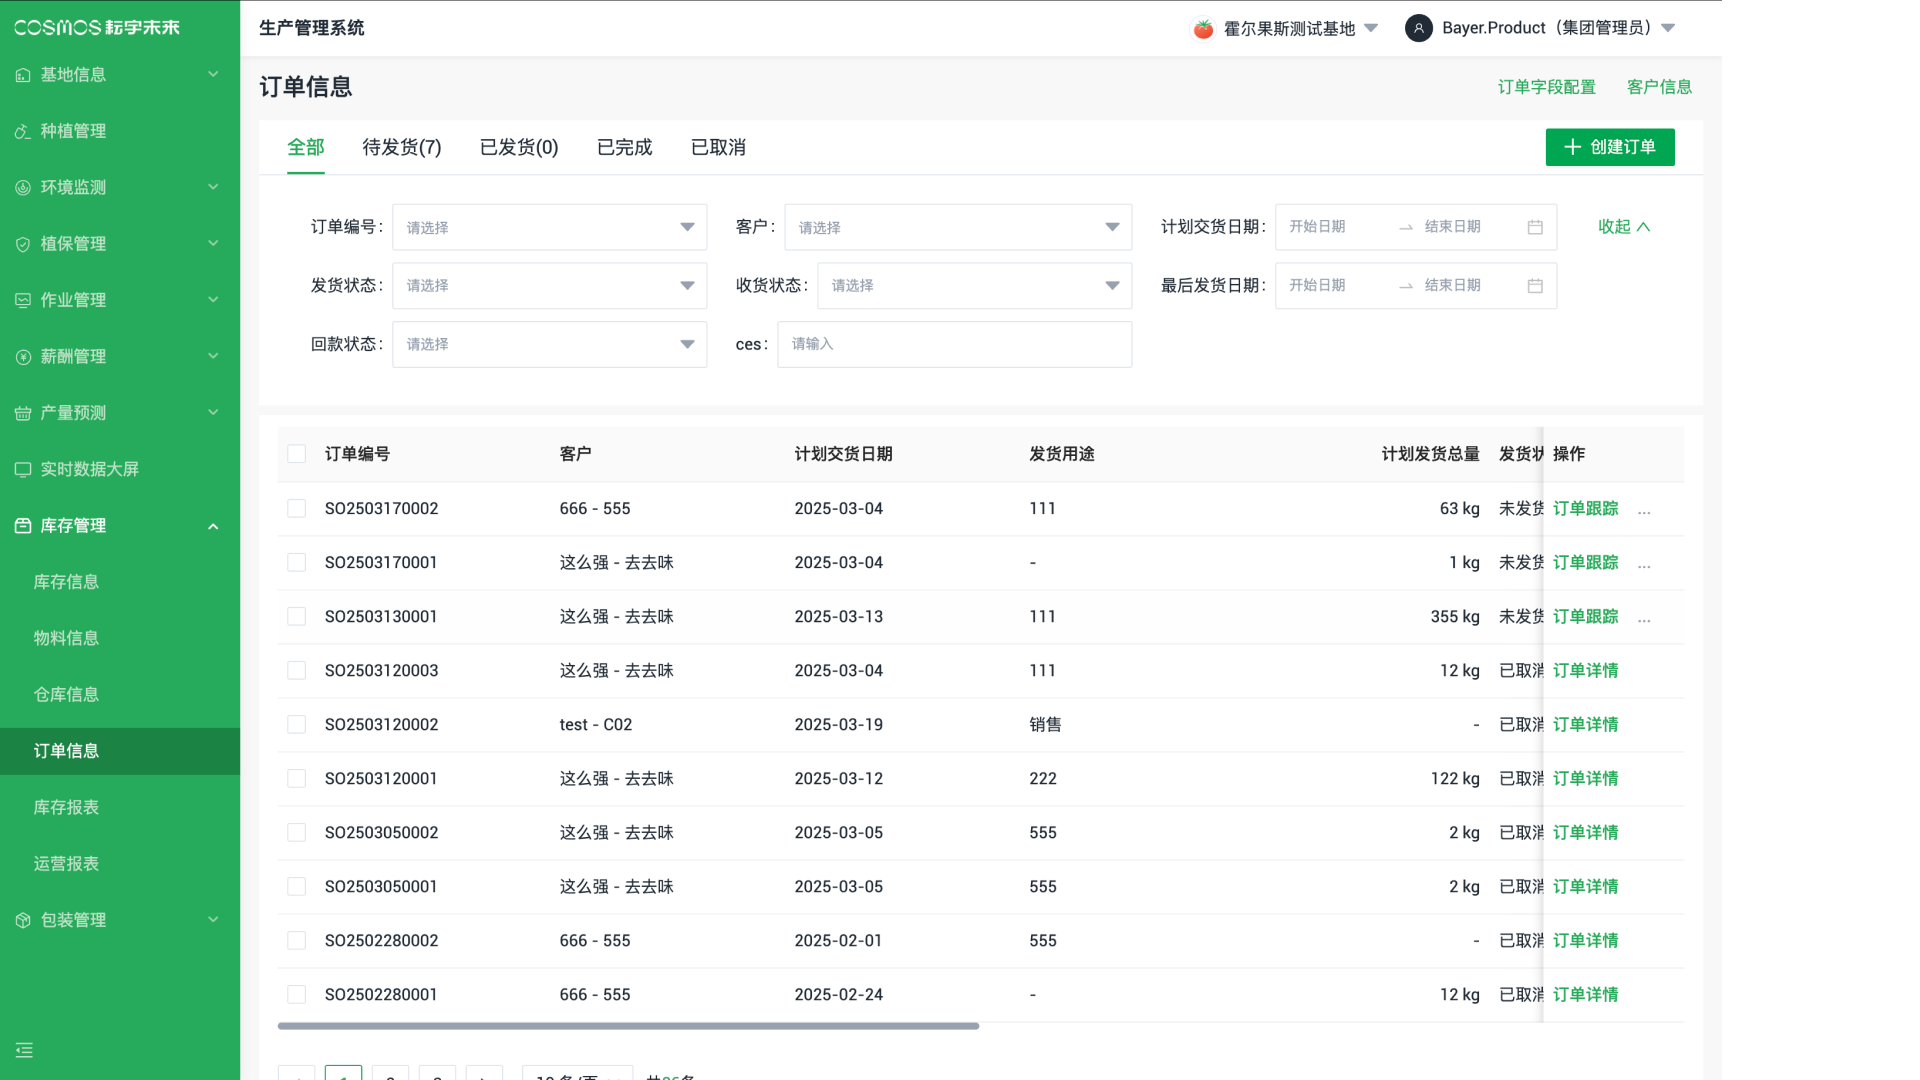 COSMOS 耘宇未来
生产管理系统
霍尔果斯测试基地
Bayer.Product（集团管理员）
基地信息
种植管理
环境监测
植保管理
作业管理
薪酬管理
产量预测
实时数据大屏
库存管理
库存信息
物料信息
仓库信息
订单信息
库存报表
运营报表
包装管理
订单信息
订单字段配置 客户信息
全部 待发货(7) 已发货(0) 已完成 已取消
创建订单
订单编号: 请选择 客户: 请选择 计划交货日期: 开始日期 → 结束日期 收起
发货状态: 请选择 收货状态: 请选择 最后发货日期: 开始日期 → 结束日期
回款状态: 请选择 ces: 请输入
订单编号 客户 计划交货日期 发货用途 计划发货总量 发货状 操作
SO2503170002 666 - 555 2025-03-04 111 63 kg 未发货 订单跟踪 ...
SO2503170001 这么强 - 去去味 2025-03-04 - 1 kg 未发货 订单跟踪 ...
SO2503130001 这么强 - 去去味 2025-03-13 111 355 kg 未发货 订单跟踪 ...
SO2503120003 这么强 - 去去味 2025-03-04 111 12 kg 已取消 订单详情
SO2503120002 test - C02 2025-03-19 销售 - 已取消 订单详情
SO2503120001 这么强 - 去去味 2025-03-12 222 122 kg 已取消 订单详情
SO2503050002 这么强 - 去去味 2025-03-05 555 2 kg 已取消 订单详情
SO2503050001 这么强 - 去去味 2025-03-05 555 2 kg 已取消 订单详情
SO2502280002 666 - 555 2025-02-01 555 - 已取消 订单详情
SO2502280001 666 - 555 2025-02-24 - 12 kg 已取消 订单详情